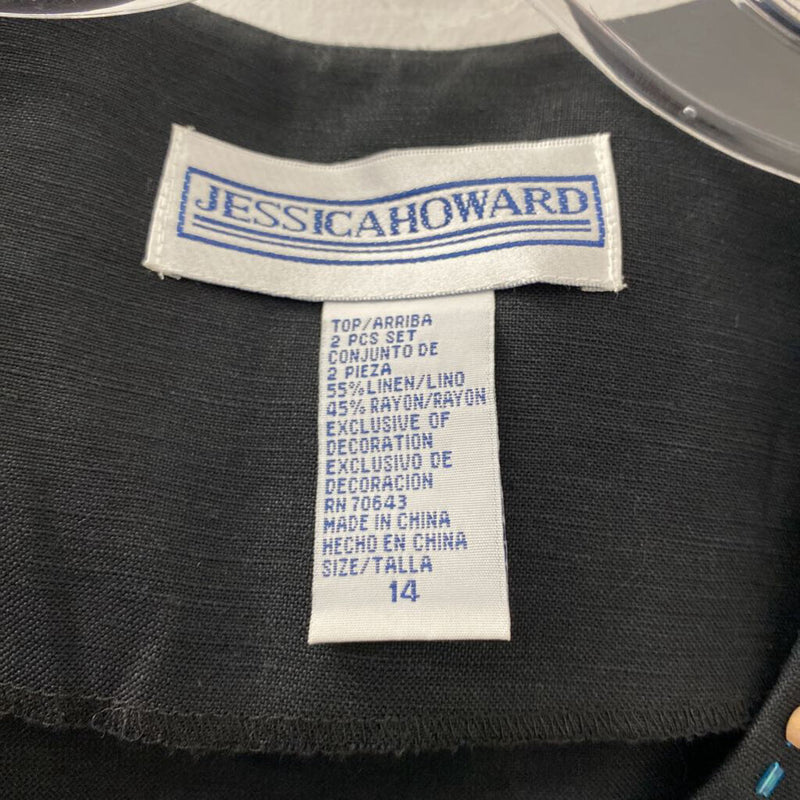 JESSICAHOWARD
TOP/ARRIBA
2 PCS SET
CONJUNTO DE
2 PIEZA
55% LINEN/LINO
45% RAYON/RAYON
EXCLUSIVE OF
DECORATION
EXCLUSIVO DE
DECORACION
RN 70643
MADE IN CHINA
HECHO EN CHINA
SIZE/TALLA
14